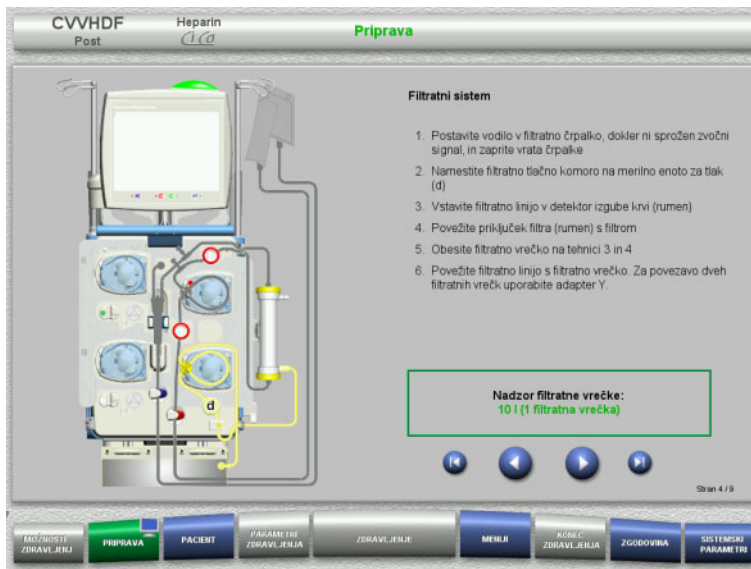 CVVHDF
Post
Heparin
CiCa
Priprava
Filtratni sistem
1. Postavite vodilo v filtratno črpalko, dokler ni sprožen zvočni
signal, in zaprite vrata črpalke
2. Namestite filtratno tlačno komoro na merilno enoto za tlak
(d)
3. Vstavite filtratno linijo v detektor izgube krvi (rumen)
4. Povežite priključek filtra (rumen) s filtrom
5. Obesite filtratno vrečko na tehnici 3 in 4
6. Povežite filtratno linijo s filtratno vrečko. Za povezavo dveh
filtratnih vrečk uporabite adapter Y.
d
Nadzor filtratne vrečke:
10 l (1 filtratna vrečka)
Stran 4 / 9
MOŽNOSTI
ZDRAVLJENJ
PRIPRAVA
PACIENT
PARAMETRI
ZDRAVLJENJA
ZDRAVLJENJE
MENIJI
KONEC
ZDRAVLJENJA
ZGODOVINA
SISTEMSKI
PARAMETRI